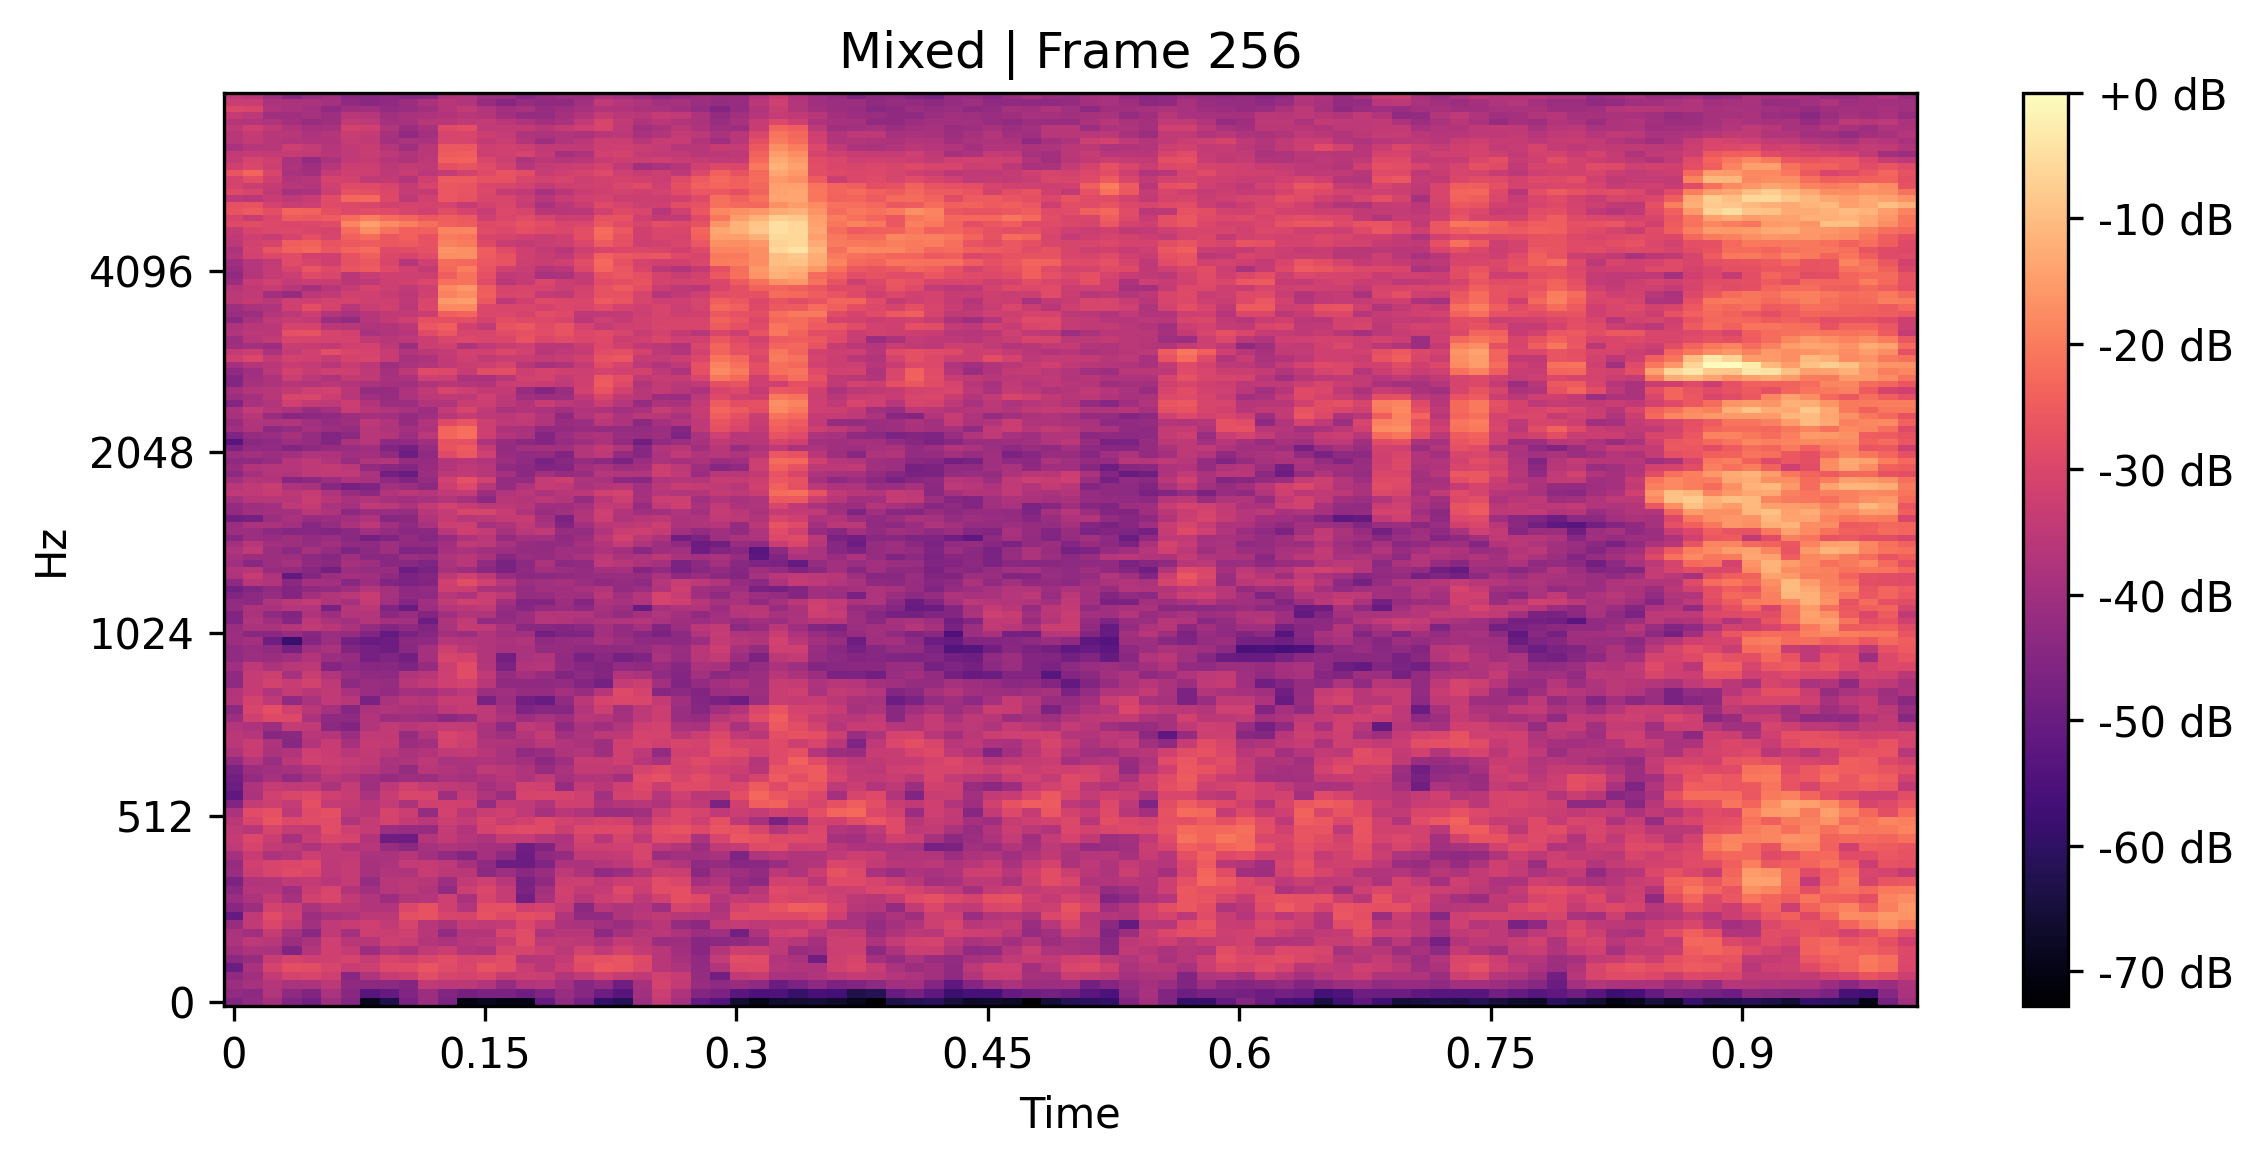 Mixed | Frame 256
+0 dB
-10 dB
-20 dB
-30 dB
-40 dB
-50 dB
-60 dB
-70 dB
Hz
4096
2048
1024
512
0
0 0.15 0.3 0.45 0.6 0.75 0.9
Time